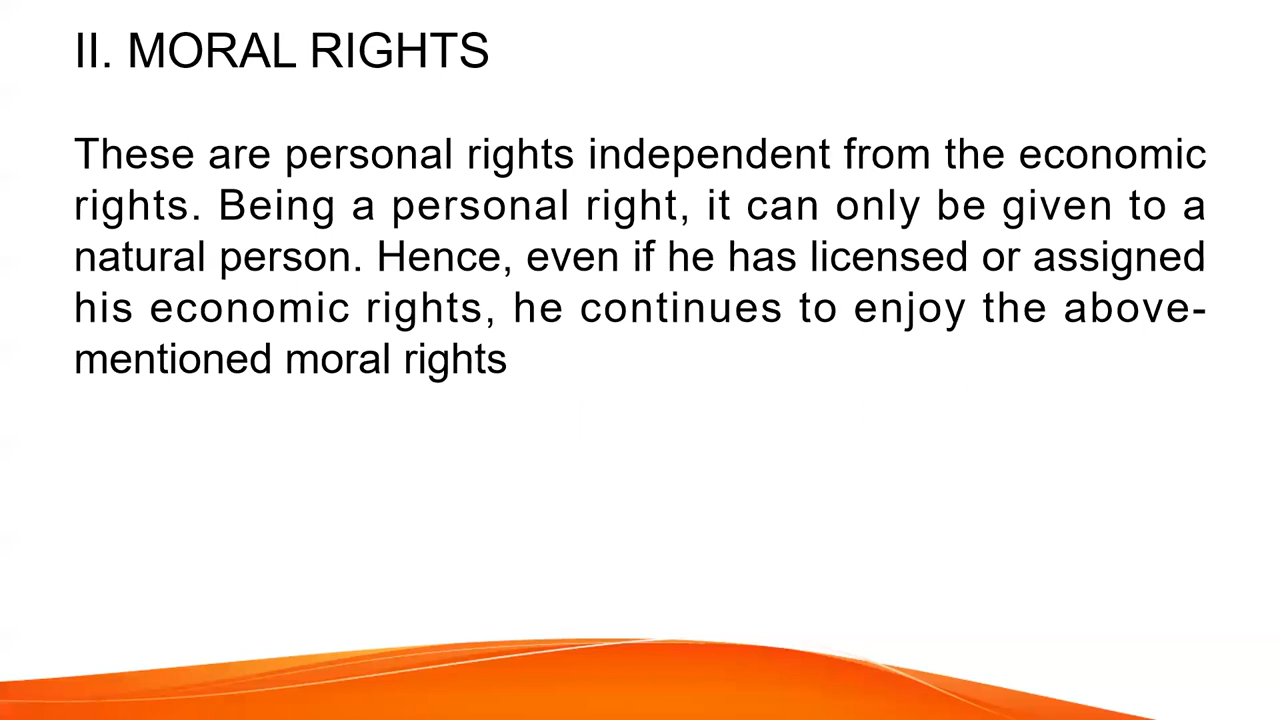 II. MORAL RIGHTS
These are personal rights independent from the economic
rights. Being a personal right, it can only be given to a
natural person. Hence, even if he has licensed or assigned
his economic rights, he continues to enjoy the above-
mentioned moral rights